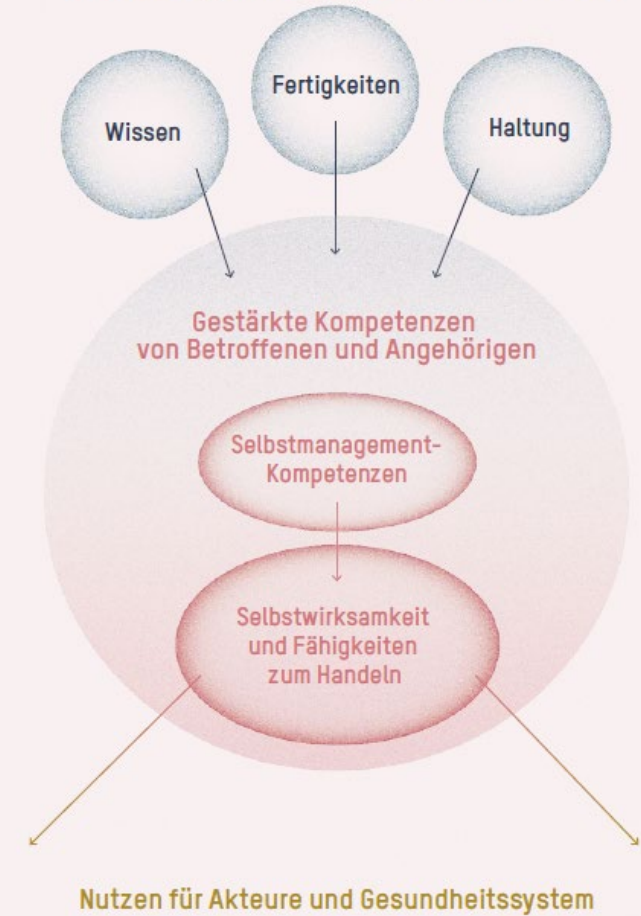 Wissen
Fertigkeiten
Haltung
Gestärkte Kompetenzen
von Betroffenen und Angehörigen
Selbstmanagement-
Kompetenzen
Selbstwirksamkeit
und Fähigkeiten
zum Handeln
Nutzen für Akteure und Gesundheitssystem